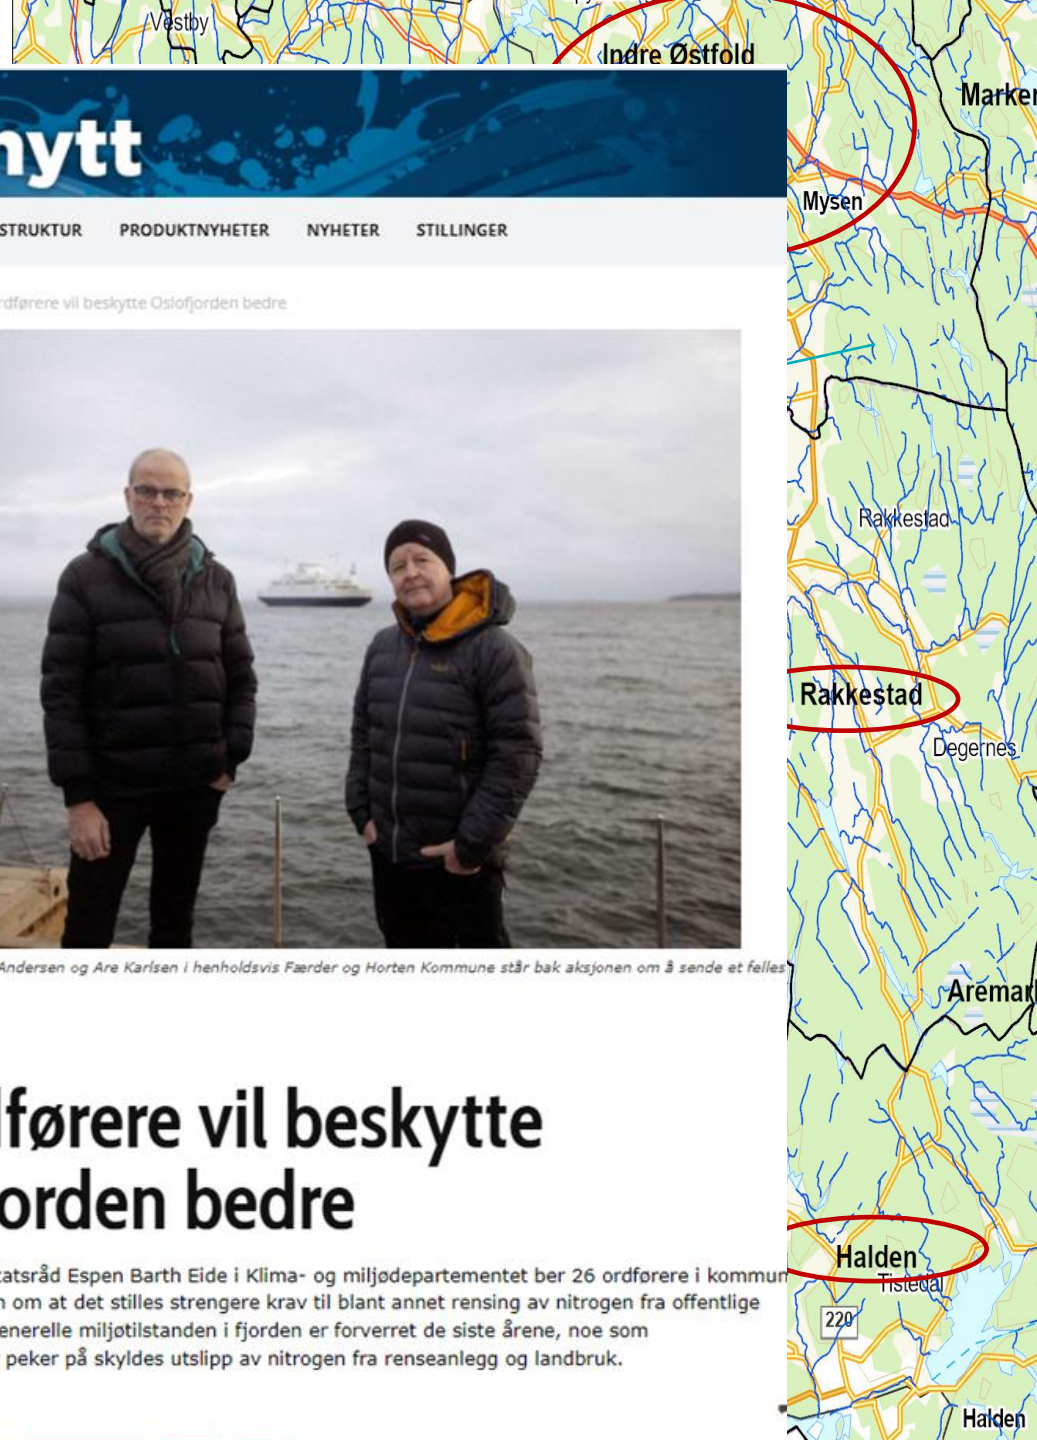 Vestby
Indre Østfold
Marker
Mysen
nytt
STRUKTUR PRODUKTNYHETER NYHETER STILLINGER
rdførere vil beskytte Oslofjorden bedre
Rakkestad
Rakkestad
Degernes
Andersen og Are Karlsen i henholdsvis Færder og Horten Kommune står bak aksjonen om å sende et felles
Aremark
dførere vil beskytte
orden bedre
tatsråd Espen Barth Eide i Klima- og miljødepartementet ber 26 ordførere i kommun
n om at det stilles strengere krav til blant annet rensing av nitrogen fra offentlige
enerelle miljøtilstanden i fjorden er forverret de siste årene, noe som
peker på skyldes utslipp av nitrogen fra renseanlegg og landbruk.
Halden
Tistedal
220
Halden